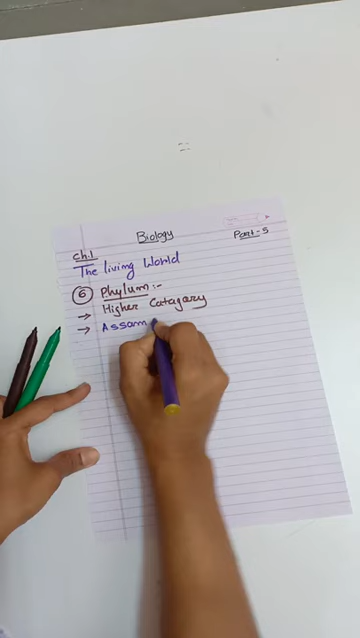 Biology
Part-5
Ch.1
The living World
6 Phylum:-
→ Higher Catagary
→ Assam